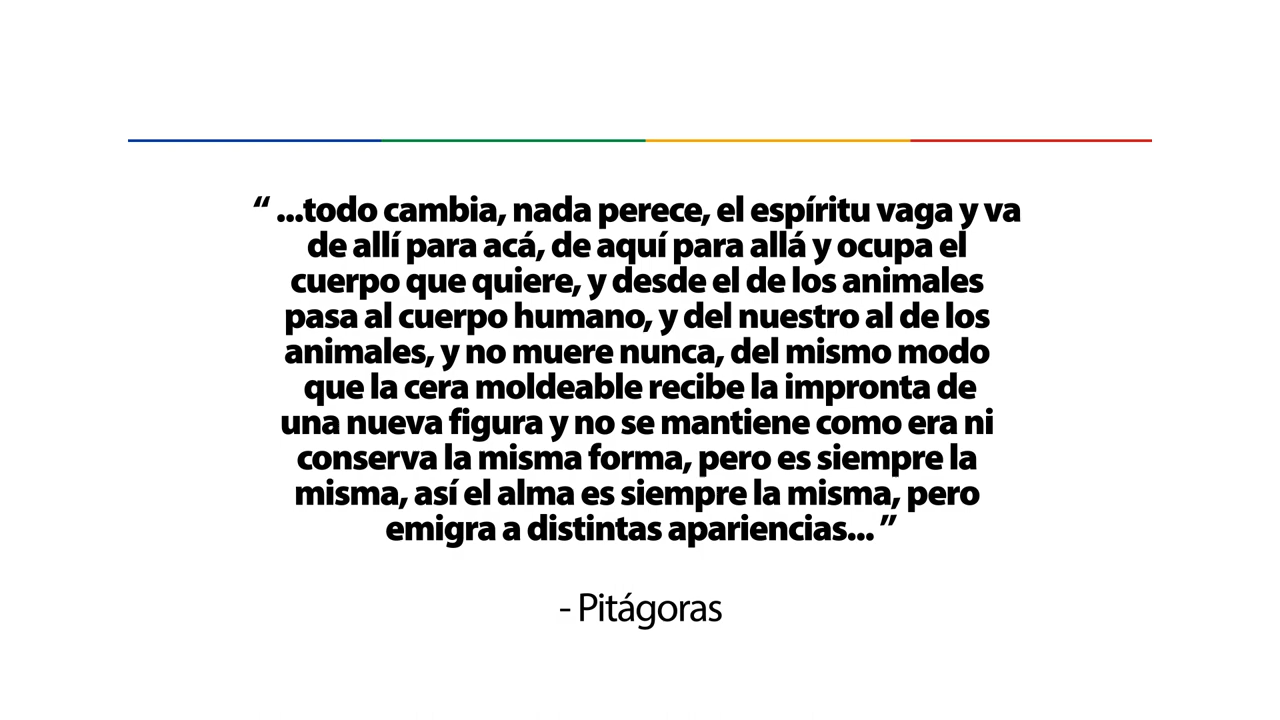 “ ...todo cambia, nada perece, el espíritu vaga y va
de allí para acá, de aquí para allá y ocupa el
cuerpo que quiere, y desde el de los animales
pasa al cuerpo humano, y del nuestro al de los
animales, y no muere nunca, del mismo modo
que la cera moldeable recibe la impronta de
una nueva figura y no se mantiene como era ni
conserva la misma forma, pero es siempre la
misma, así el alma es siempre la misma, pero
emigra a distintas apariencias... ”
- Pitágoras